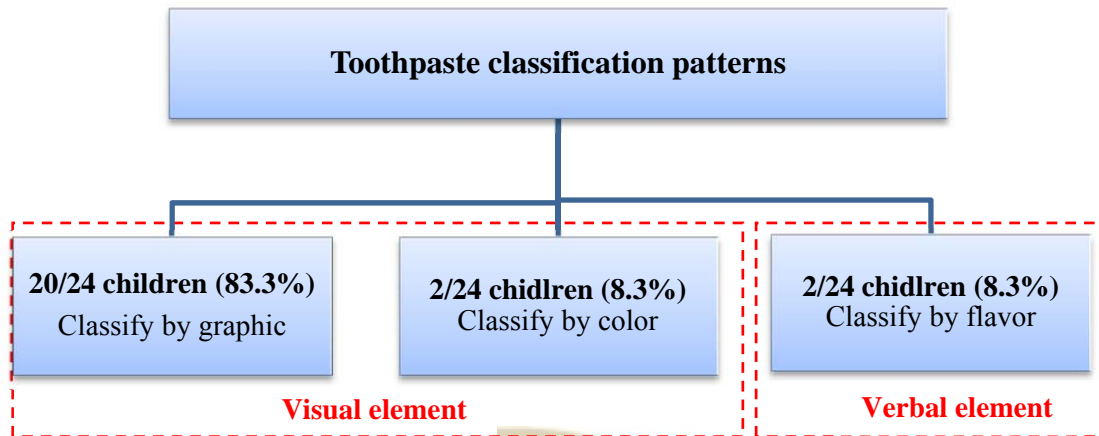 Toothpaste classification patterns
20/24 children (83.3%)
Classify by graphic
2/24 chidlren (8.3%)
Classify by color
2/24 chidlren (8.3%)
Classify by flavor
Visual element
Verbal element